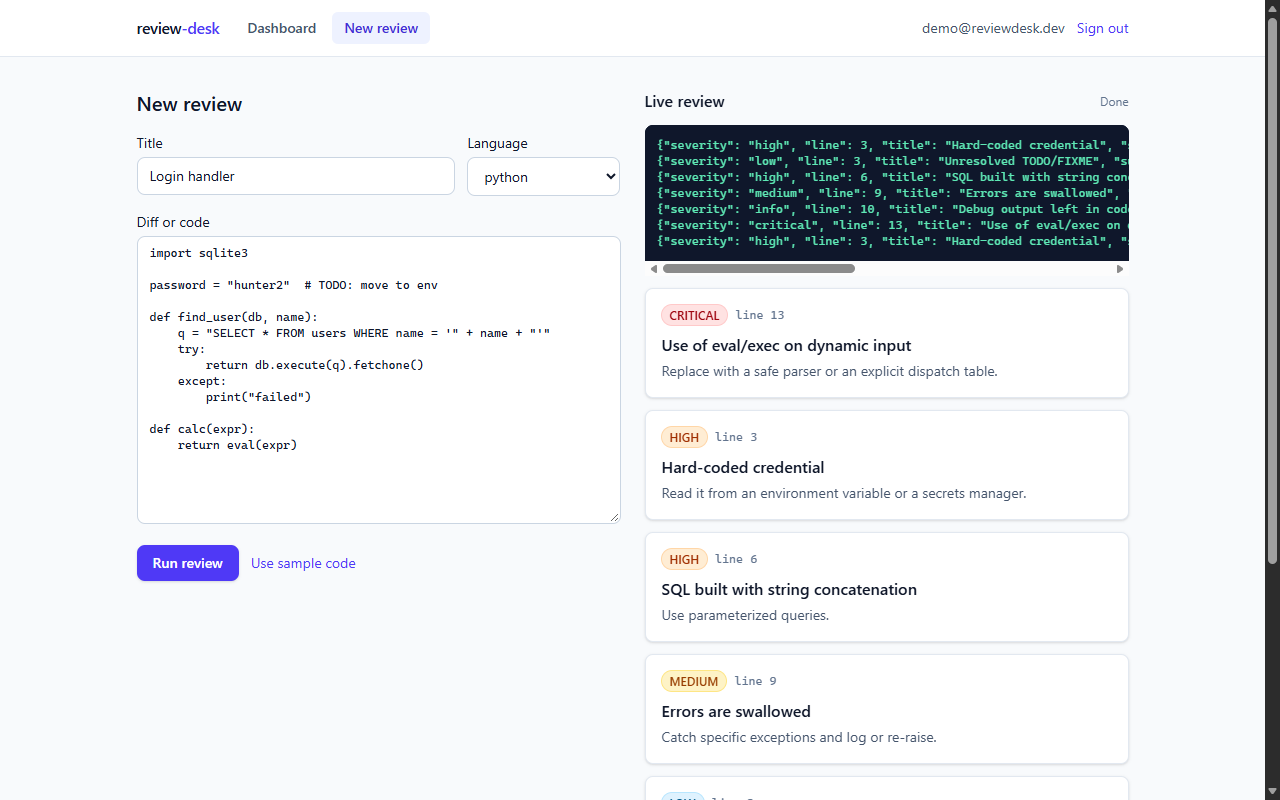 review-desk
Dashboard
New review
demo@reviewdesk.dev
Sign out
New review
Title
Language
Login handler
python
Diff or code
import sqlite3
password = "hunter2"  # TODO: move to env
def find_user(db, name):
    q = "SELECT * FROM users WHERE name = '" + name + "'"
    try:
        return db.execute(q).fetchone()
    except:
        print("failed")
def calc(expr):
    return eval(expr)
Run review
Use sample code
Live review
Done
{"severity": "high", "line": 3, "title": "Hard-coded credential",
{"severity": "low", "line": 3, "title": "Unresolved TODO/FIXME",
{"severity": "high", "line": 6, "title": "SQL built with string
{"severity": "medium", "line": 9, "title": "Errors are swallowed",
{"severity": "info", "line": 10, "title": "Debug output left in
{"severity": "critical", "line": 13, "title": "Use of eval/exec on
{"severity": "high", "line": 3, "title": "Hard-coded credential",
CRITICAL line 13
Use of eval/exec on dynamic input
Replace with a safe parser or an explicit dispatch table.
HIGH line 3
Hard-coded credential
Read it from an environment variable or a secrets manager.
HIGH line 6
SQL built with string concatenation
Use parameterized queries.
MEDIUM line 9
Errors are swallowed
Catch specific exceptions and log or re-raise.